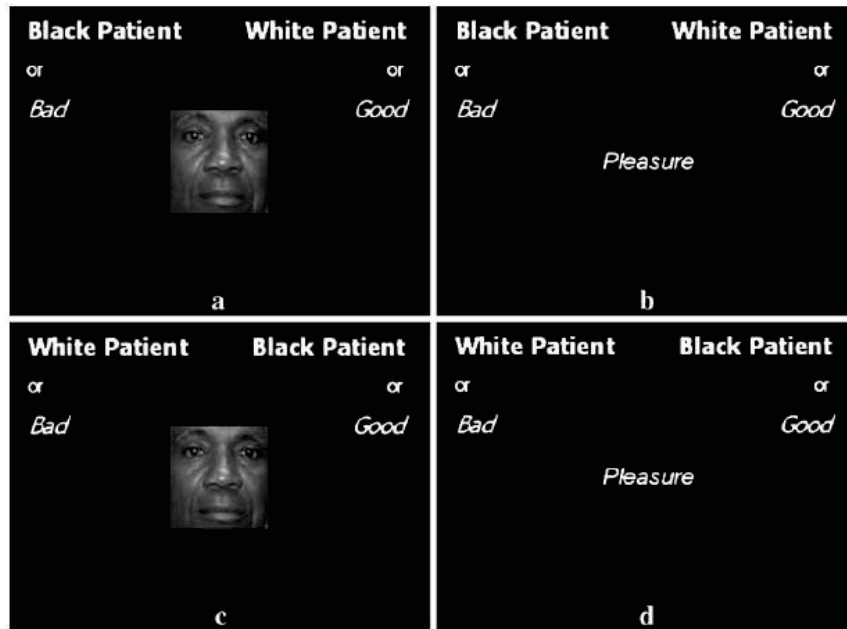 Black Patient White Patient
or or
Bad Good
a
Black Patient White Patient
or or
Bad Good
Pleasure
b
White Patient Black Patient
or or
Bad Good
c
White Patient Black Patient
or or
Bad Good
Pleasure
d